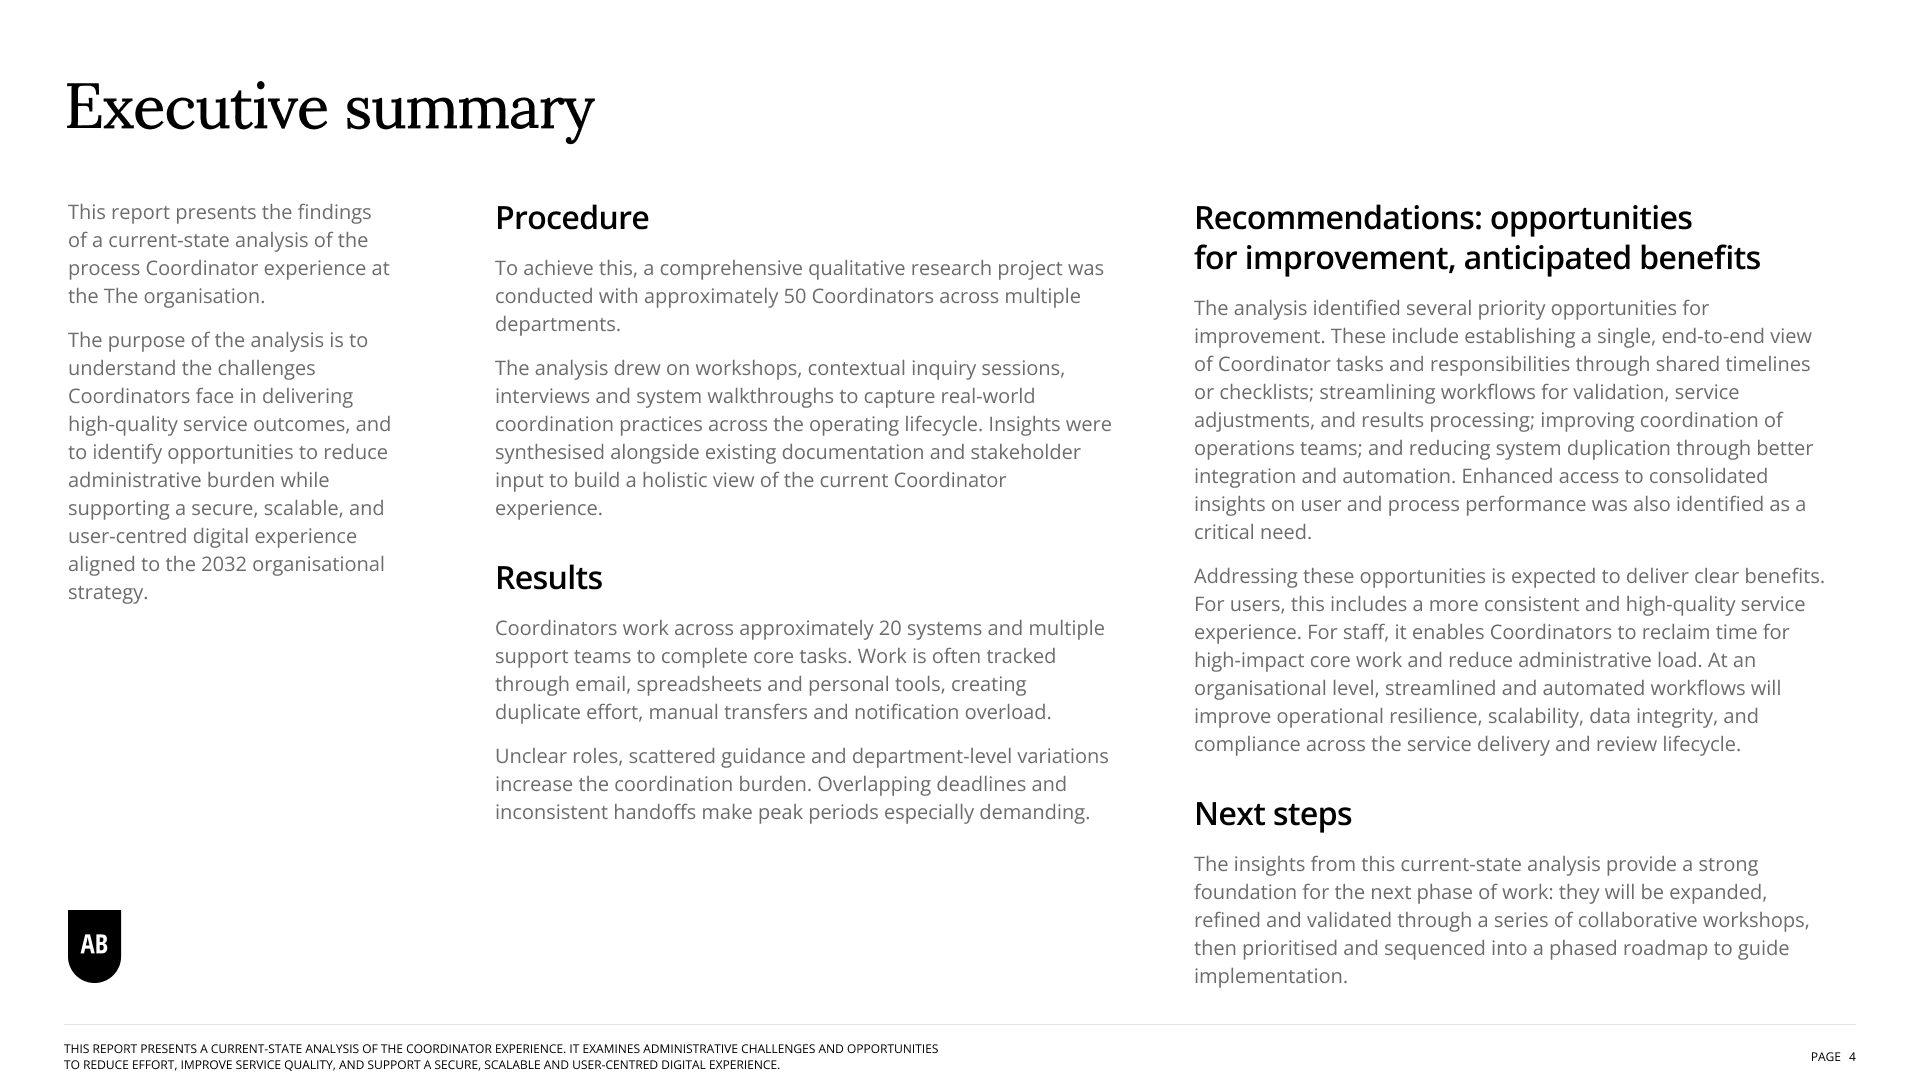 Executive summary
This report presents the findings
of a current-state analysis of the
process Coordinator experience at
the The organisation.
The purpose of the analysis is to
understand the challenges
Coordinators face in delivering
high-quality service outcomes, and
to identify opportunities to reduce
administrative burden while
supporting a secure, scalable, and
user-centred digital experience
aligned to the 2032 organisational
strategy.
Procedure
To achieve this, a comprehensive qualitative research project was
conducted with approximately 50 Coordinators across multiple
departments.
The analysis drew on workshops, contextual inquiry sessions,
interviews and system walkthroughs to capture real-world
coordination practices across the operating lifecycle. Insights were
synthesised alongside existing documentation and stakeholder
input to build a holistic view of the current Coordinator
experience.
Results
Coordinators work across approximately 20 systems and multiple
support teams to complete core tasks. Work is often tracked
through email, spreadsheets and personal tools, creating
duplicate effort, manual transfers and notification overload.
Unclear roles, scattered guidance and department-level variations
increase the coordination burden. Overlapping deadlines and
inconsistent handoffs make peak periods especially demanding.
Recommendations: opportunities
for improvement, anticipated benefits
The analysis identified several priority opportunities for
improvement. These include establishing a single, end-to-end view
of Coordinator tasks and responsibilities through shared timelines
or checklists; streamlining workflows for validation, service
adjustments, and results processing; improving coordination of
operations teams; and reducing system duplication through better
integration and automation. Enhanced access to consolidated
insights on user and process performance was also identified as a
critical need.
Addressing these opportunities is expected to deliver clear benefits.
For users, this includes a more consistent and high-quality service
experience. For staff, it enables Coordinators to reclaim time for
high-impact core work and reduce administrative load. At an
organisational level, streamlined and automated workflows will
improve operational resilience, scalability, data integrity, and
compliance across the service delivery and review lifecycle.
Next steps
The insights from this current-state analysis provide a strong
foundation for the next phase of work: they will be expanded,
refined and validated through a series of collaborative workshops,
then prioritised and sequenced into a phased roadmap to guide
implementation.
AB
THIS REPORT PRESENTS A CURRENT-STATE ANALYSIS OF THE COORDINATOR EXPERIENCE. IT EXAMINES ADMINISTRATIVE CHALLENGES AND OPPORTUNITIES
TO REDUCE EFFORT, IMPROVE SERVICE QUALITY, AND SUPPORT A SECURE, SCALABLE AND USER-CENTRED DIGITAL EXPERIENCE.
PAGE 4